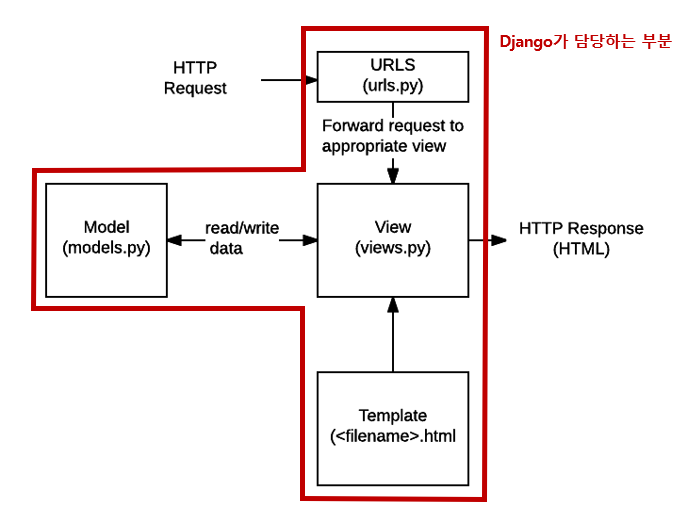 Django가 담당하는 부분
HTTP
Request
URLS
(urls.py)
Forward request to
appropriate view
Model
(models.py)
read/write
data
View
(views.py)
HTTP Response
(HTML)
Template
(<filename>.html